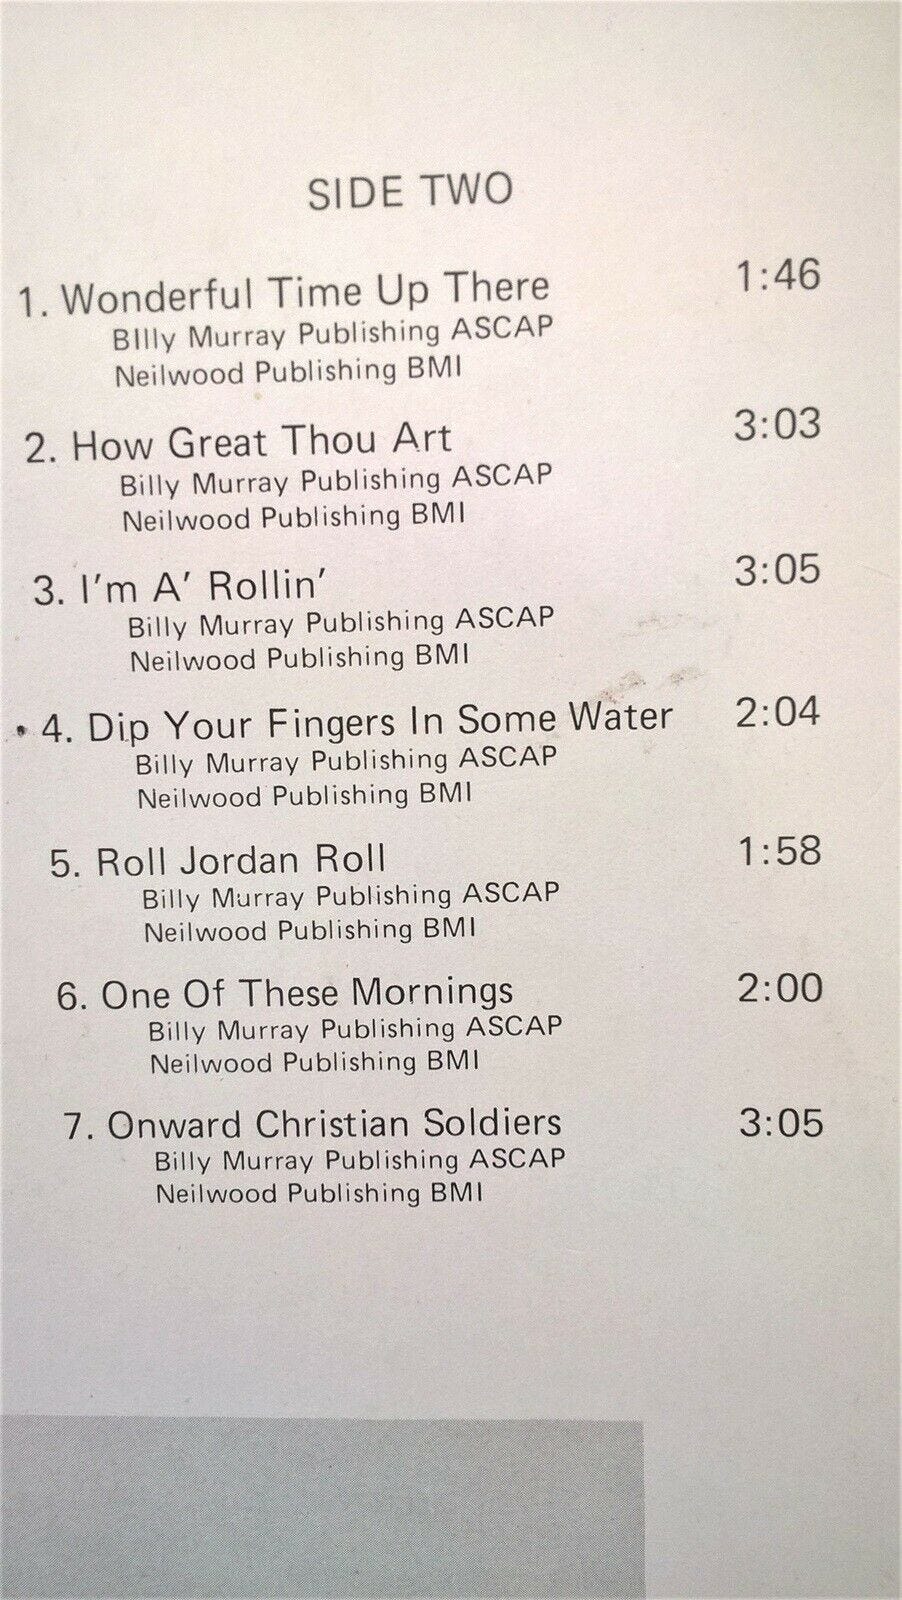 SIDE TWO
1. Wonderful Time Up There 1:46
BIlly Murray Publishing ASCAP
Neilwood Publishing BMI
2. How Great Thou Art 3:03
Billy Murray Publishing ASCAP
Neilwood Publishing BMI
3. I'm A' Rollin' 3:05
Billy Murray Publishing ASCAP
Neilwood Publishing BMI
4. Dip Your Fingers In Some Water 2:04
Billy Murray Publishing ASCAP
Neilwood Publishing BMI
5. Roll Jordan Roll 1:58
Billy Murray Publishing ASCAP
Neilwood Publishing BMI
6. One Of These Mornings 2:00
Billy Murray Publishing ASCAP
Neilwood Publishing BMI
7. Onward Christian Soldiers 3:05
Billy Murray Publishing ASCAP
Neilwood Publishing BMI